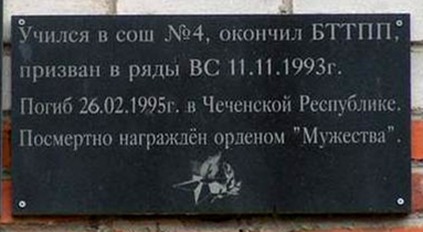 Учился в сош №4, окончил БТТПП,
призван в ряды ВС 11.11.1993г.
Погиб 26.02.1995г. в Чеченской Республике.
Посмертно награждён орденом "Мужества".